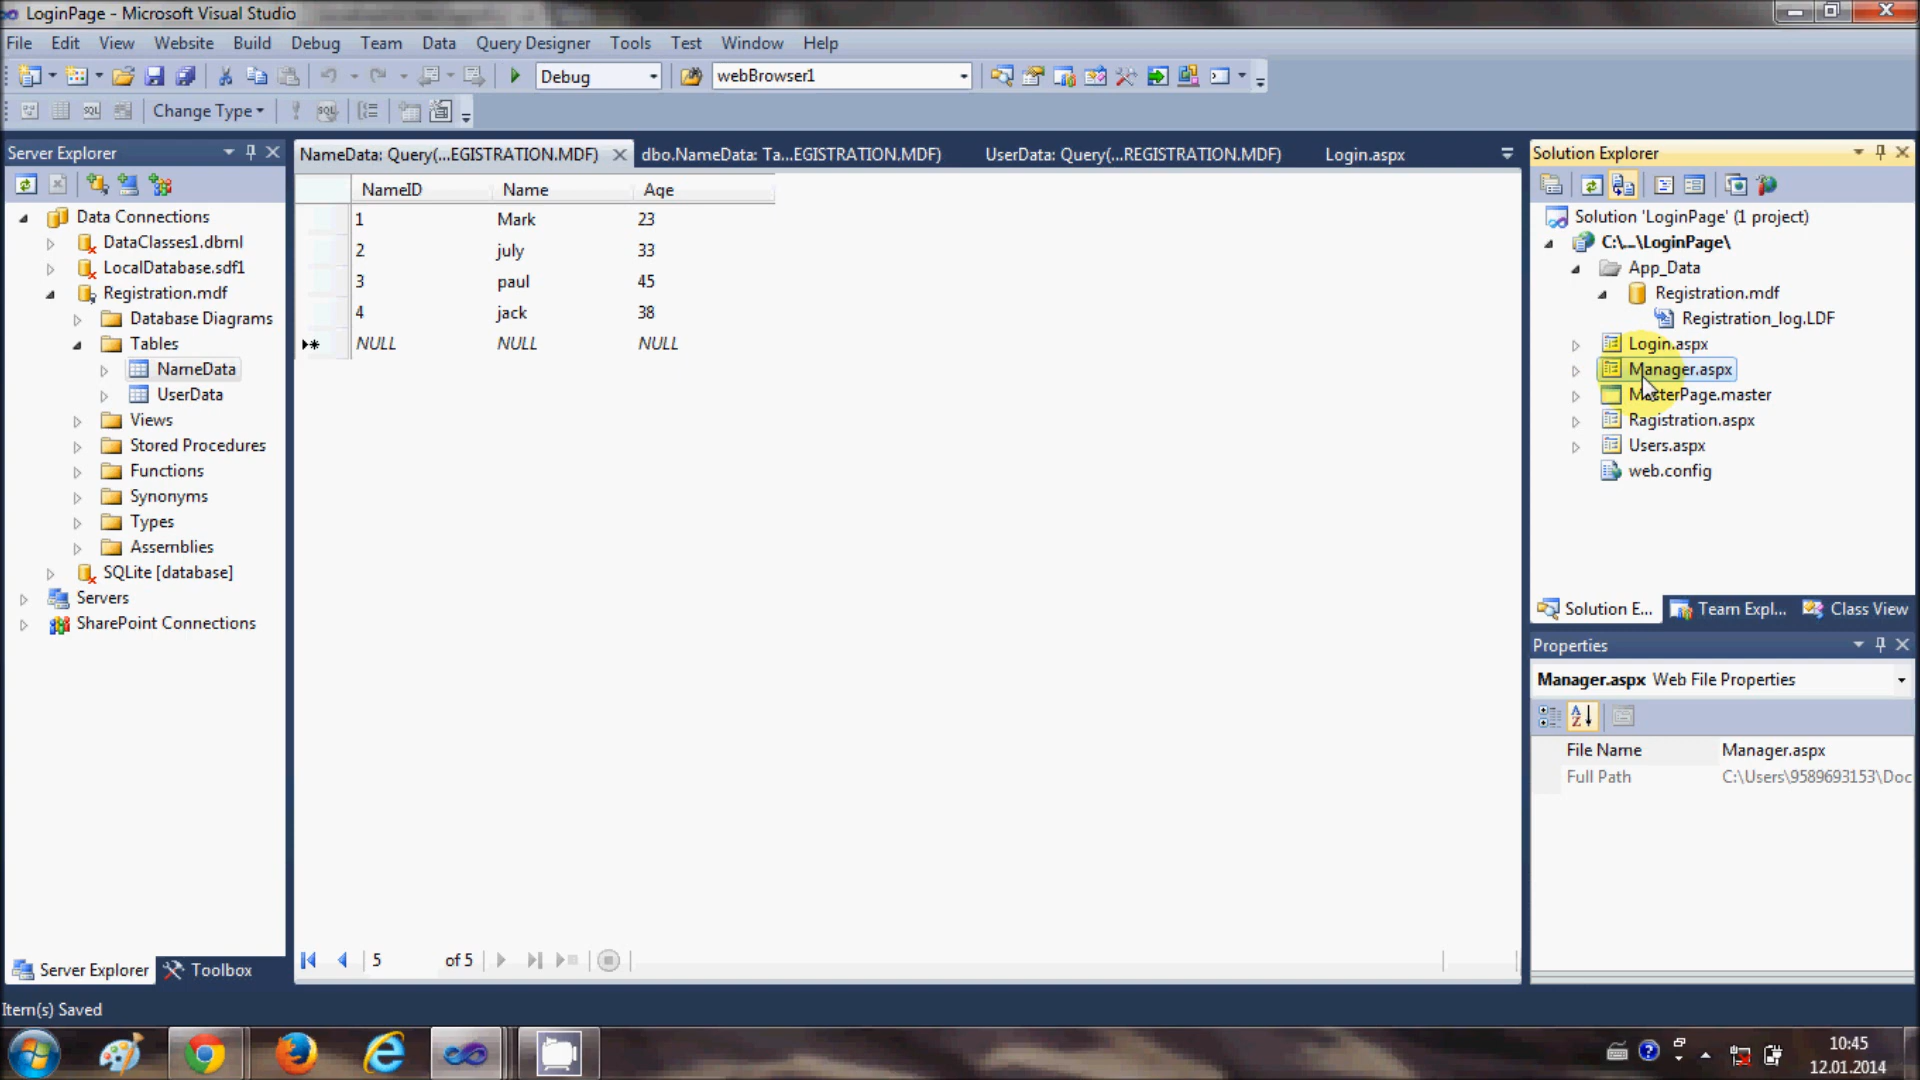 LoginPage - Microsoft Visual Studio
File Edit View Website Build Debug Team Data Query Designer Tools Test Window Help
Debug webBrowser1
Change Type
Server Explorer
Data Connections
DataClasses1.dbml
LocalDatabase.sdf1
Registration.mdf
Database Diagrams
Tables
NameData
UserData
Views
Stored Procedures
Functions
Synonyms
Types
Assemblies
SQLite [database]
Servers
SharePoint Connections
Server Explorer Toolbox
NameData: Query(...EGISTRATION.MDF) dbo.NameData: Ta...EGISTRATION.MDF) UserData: Query(...REGISTRATION.MDF) Login.aspx
NameID Name Age
1 Mark 23
2 july 33
3 paul 45
4 jack 38
NULL NULL NULL
5 of 5
Solution Explorer
Solution 'LoginPage' (1 project)
C:\...\LoginPage\
App_Data
Registration.mdf
Registration_log.LDF
Login.aspx
Manager.aspx
MasterPage.master
Ragistration.aspx
Users.aspx
web.config
Solution E... Team Expl... Class View
Properties
Manager.aspx Web File Properties
File Name Manager.aspx
Full Path C:\Users\9589693153\Doc
Item(s) Saved
10:45
12.01.2014